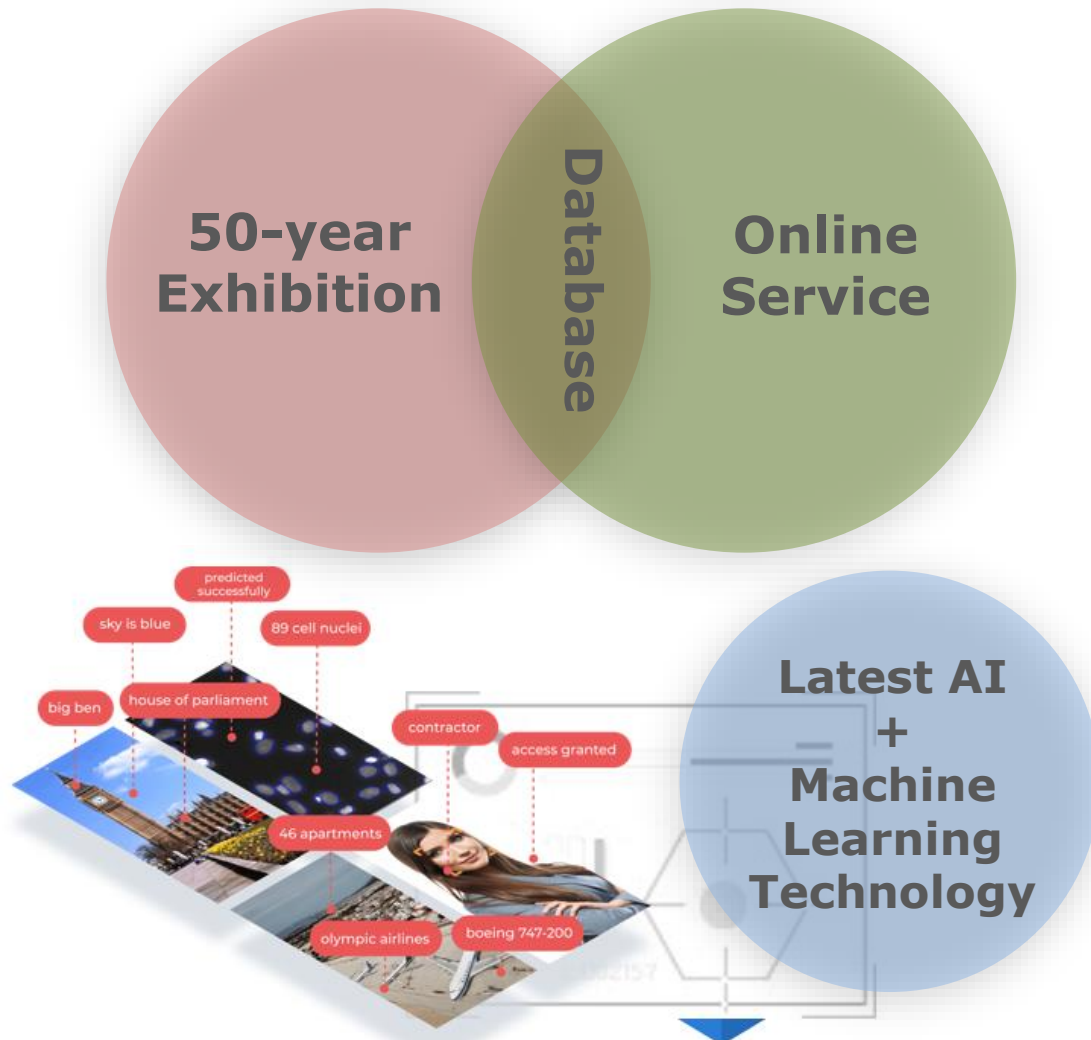 50-year
Exhibition
Database
Online
Service
predicted
successfully
sky is blue
89 cell nuclei
big ben
house of parliament
contractor
access granted
46 apartments
olympic airlines
boeing 747-200
Latest AI
+
Machine
Learning
Technology